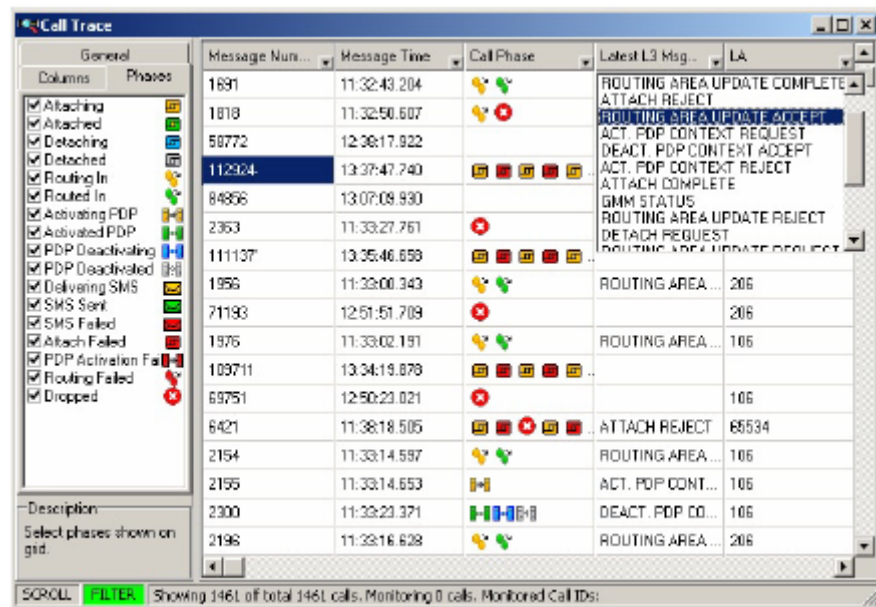 Call Trace
General
Columns Phases
Attaching
Attached
Detaching
Detached
Routing In
Routed In
Activating PDP
Activated PDP
PDP Deactivating
PDP Deactivated
Delivering SMS
SMS Sent
SMS Failed
Attach Failed
PDP Activation Fai
Routing Failed
Dropped
Description
Select phases shown on
grid.
Message Num... Message Time Call Phase Latest L3 Msg... LA
1691 11:32:43.204
1818 11:32:50.607
58772 12:38:17.922
112924 13:37:47.740 ..
84856 13:07:09.930
2363 11:33:27.761
111137 13:35:46.658
1956 11:33:00.343 ROUTING AREA ... 206
71193 12:51:51.709 206
1976 11:33:02.191 ROUTING AREA ... 106
109711 13:34:19.878 ..
69751 12:50:23.021 106
6421 11:38:18.505 .. ATTACH REJECT 65534
2154 11:33:14.597 ROUTING AREA ... 106
2155 11:33:14.653 ACT. PDP CONT... 106
2300 11:33:23.371 DEACT. PDP CO... 106
2196 11:33:16.628 ROUTING AREA ... 206
ROUTING AREA UPDATE COMPLETE
ATTACH REJECT
ROUTING AREA UPDATE ACCEPT
ACT. PDP CONTEXT REQUEST
DEACT. PDP CONTEXT ACCEPT
ACT. PDP CONTEXT REJECT
ATTACH COMPLETE
GMM STATUS
ROUTING AREA UPDATE REJECT
DETACH REQUEST
ROUTING AREA UPDATE REQUEST
SCROLL FILTER Showing 1461 of total 1461 calls. Monitoring 0 calls. Monitored Call IDs: